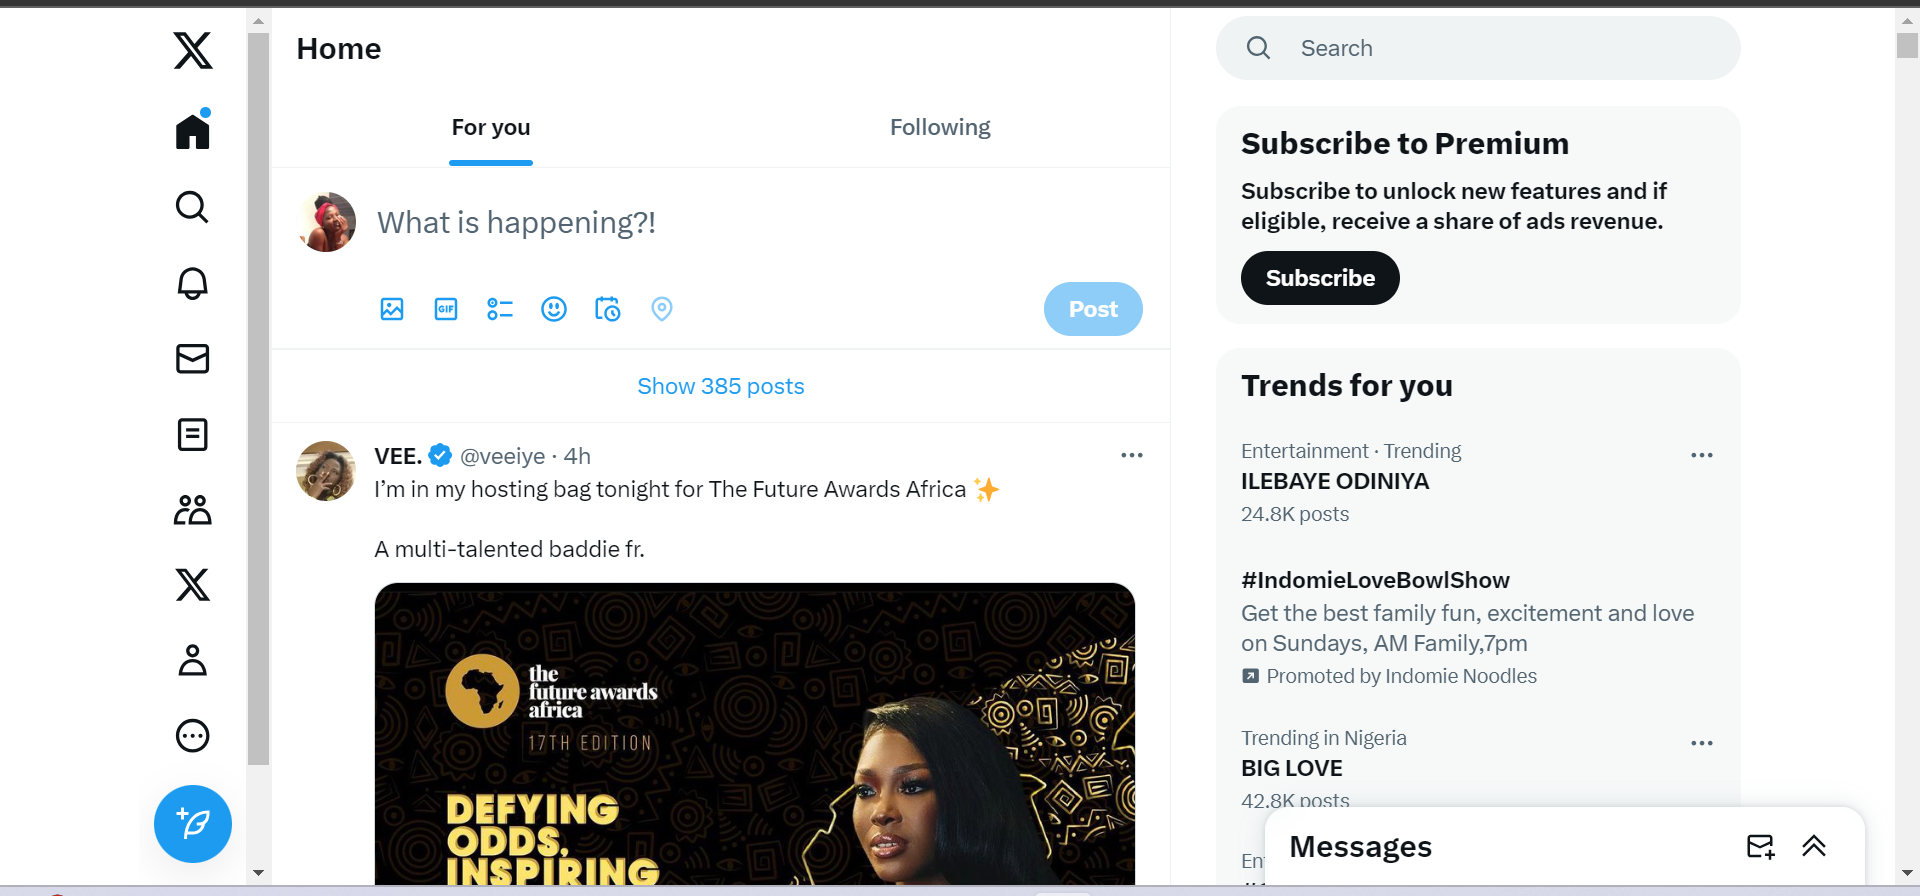 Home
For you
Following
What is happening?!
GIF
Post
Show 385 posts
VEE. @veeiye · 4h
I’m in my hosting bag tonight for The Future Awards Africa ✨
A multi-talented baddie fr.
the
future awards
africa
17TH EDITION
DEFYING
ODDS,
INSPIRING
Search
Subscribe to Premium
Subscribe to unlock new features and if
eligible, receive a share of ads revenue.
Subscribe
Trends for you
Entertainment · Trending
ILEBAYE ODINIYA
24.8K posts
#IndomieLoveBowlShow
Get the best family fun, excitement and love
on Sundays, AM Family,7pm
Promoted by Indomie Noodles
Trending in Nigeria
BIG LOVE
42.8K posts
Messages